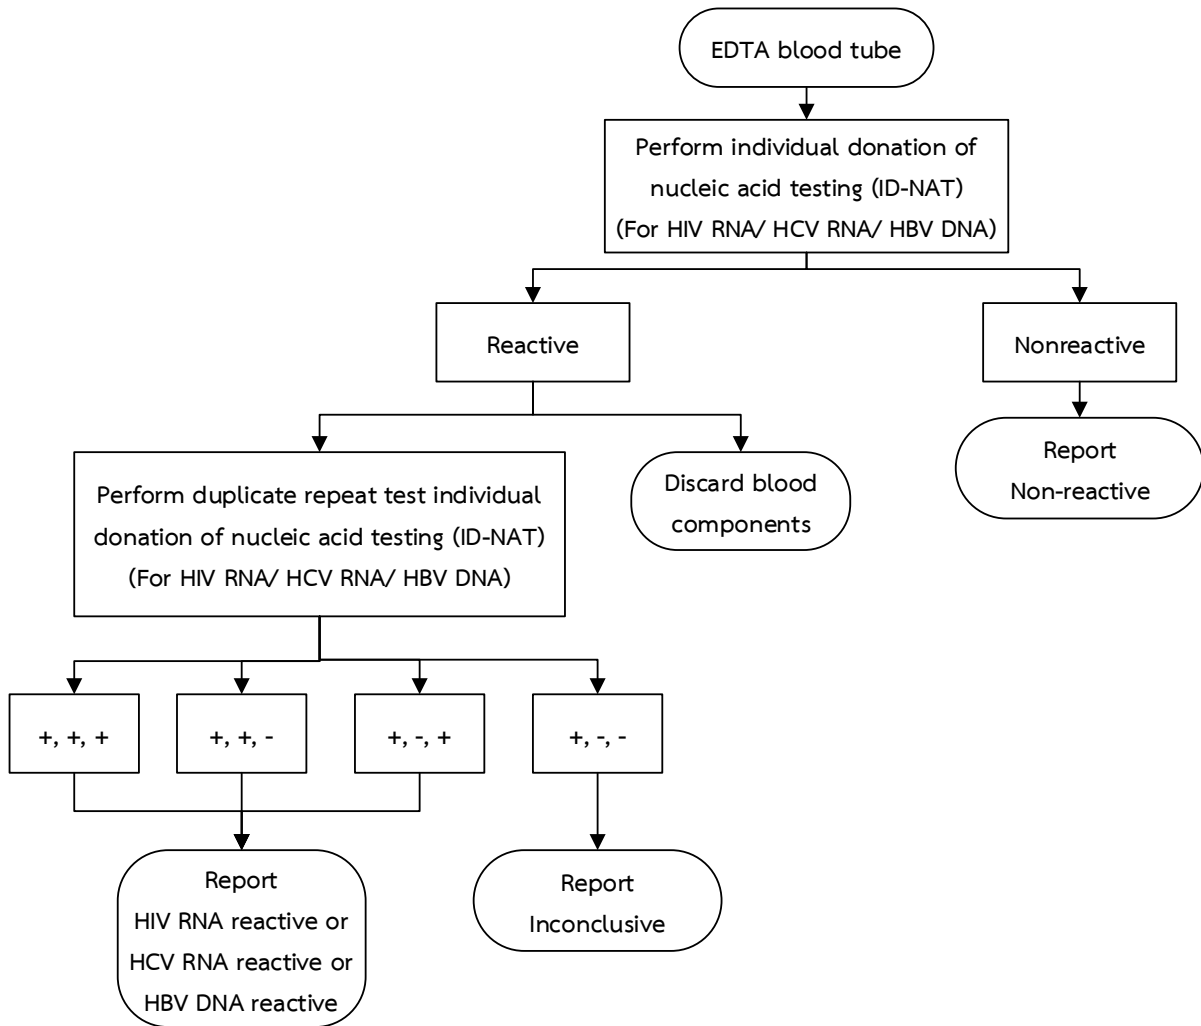 EDTA blood tube
Perform individual donation of
nucleic acid testing (ID-NAT)
(For HIV RNA/ HCV RNA/ HBV DNA)
Reactive
Nonreactive
Report
Non-reactive
Perform duplicate repeat test individual
donation of nucleic acid testing (ID-NAT)
(For HIV RNA/ HCV RNA/ HBV DNA)
Discard blood
components
+, +, +
+, +, -
+, -, +
+, -, -
Report
HIV RNA reactive or
HCV RNA reactive or
HBV DNA reactive
Report
Inconclusive